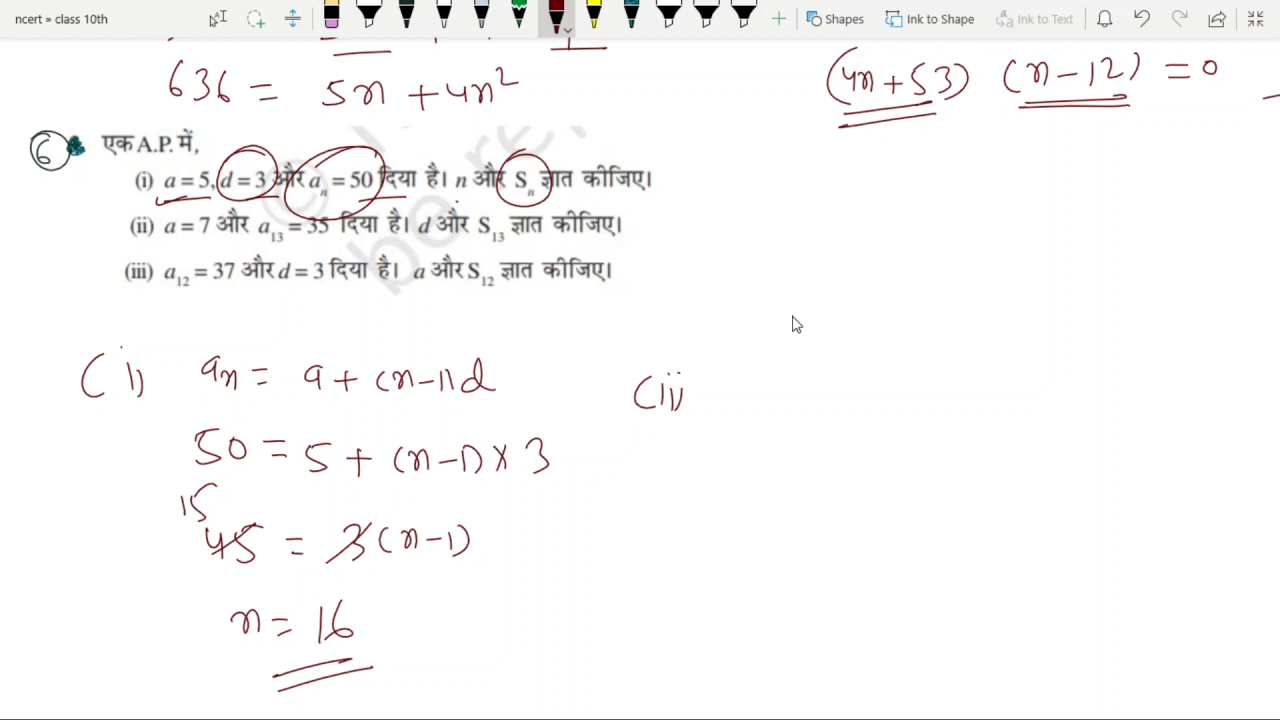 ncert » class 10th
Shapes Ink to Shape Ink to Text
636 = 5n + 4n²
(4n + 53) (n - 12) = 0
6 एक A.P. में,
(i) a = 5, d = 3 और aₙ = 50 दिया है। n और Sₙ ज्ञात कीजिए।
(ii) a = 7 और a₁₃ = 35 दिया है। d और S₁₃ ज्ञात कीजिए।
(iii) a₁₂ = 37 और d = 3 दिया है। a और S₁₂ ज्ञात कीजिए।
(i) aₙ = a + (n-1)d
50 = 5 + (n-1) × 3
15
45 = 3(n-1)
n = 16
(ii)